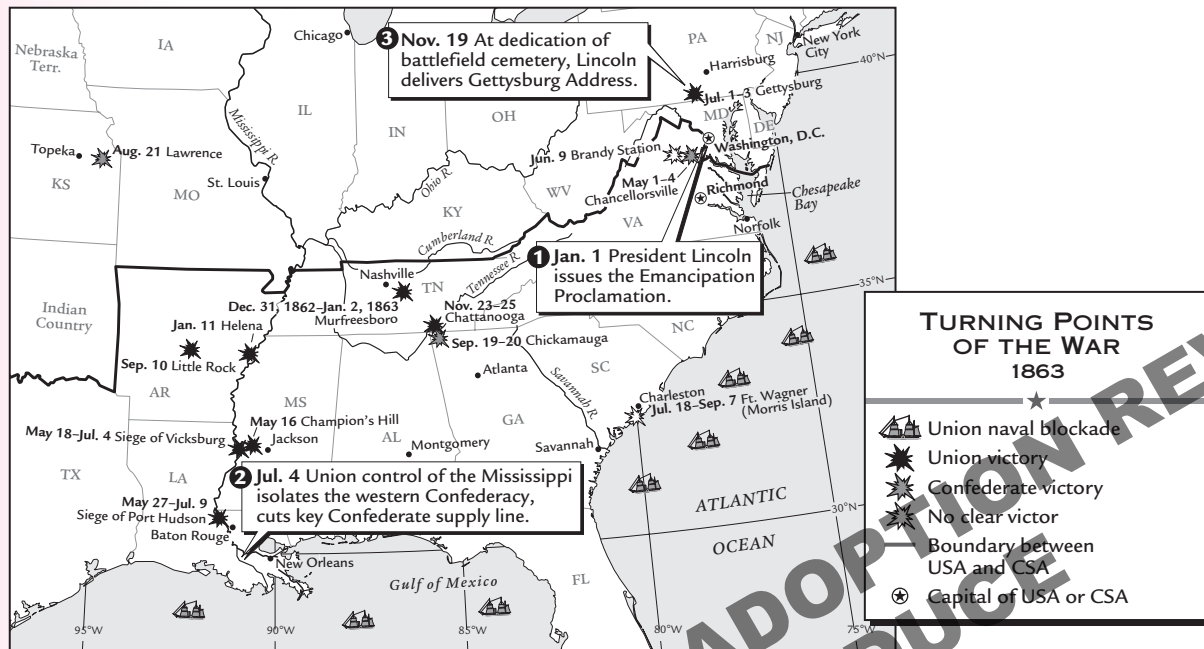 IA
Nebraska
Terr.
Chicago
❸ Nov. 19 At dedication of
battlefield cemetery, Lincoln
delivers Gettysburg Address.
PA
NJ
New York
City
40°N
Harrisburg
Jul. 1–3 Gettysburg
MD
DE
IL
IN
OH
Mississippi R.
Topeka
Aug. 21 Lawrence
KS
MO
St. Louis
Ohio R.
Jun. 9 Brandy Station
Washington, D.C.
May 1–4
Chancellorsville
Richmond
Chesapeake
Bay
WV
VA
KY
Norfolk
Cumberland R.
Tennessee R.
❶ Jan. 1 President Lincoln
issues the Emancipation
Proclamation.
35°N
Nashville
TN
Indian
Country
Dec. 31, 1862–Jan. 2, 1863
Murfreesboro
Nov. 23–25
Chattanooga
Jan. 11 Helena
Sep. 19–20 Chickamauga
NC
Sep. 10 Little Rock
Atlanta
Savannah R.
SC
AR
MS
AL
GA
Charleston
Jul. 18–Sep. 7 Ft. Wagner
(Morris Island)
May 16 Champion's Hill
May 18–Jul. 4 Siege of Vicksburg
Jackson
Montgomery
Savannah
TX
LA
❷ Jul. 4 Union control of the Mississippi
isolates the western Confederacy,
cuts key Confederate supply line.
May 27–Jul. 9
Siege of Port Hudson
Baton Rouge
New Orleans
ATLANTIC
OCEAN
30°N
Gulf of Mexico
FL
95°W
90°W
85°W
80°W
75°W
TURNING POINTS
OF THE WAR
1863
Union naval blockade
Union victory
Confederate victory
No clear victor
Boundary between
USA and CSA
Capital of USA or CSA
ADOPTION REV
DUCE